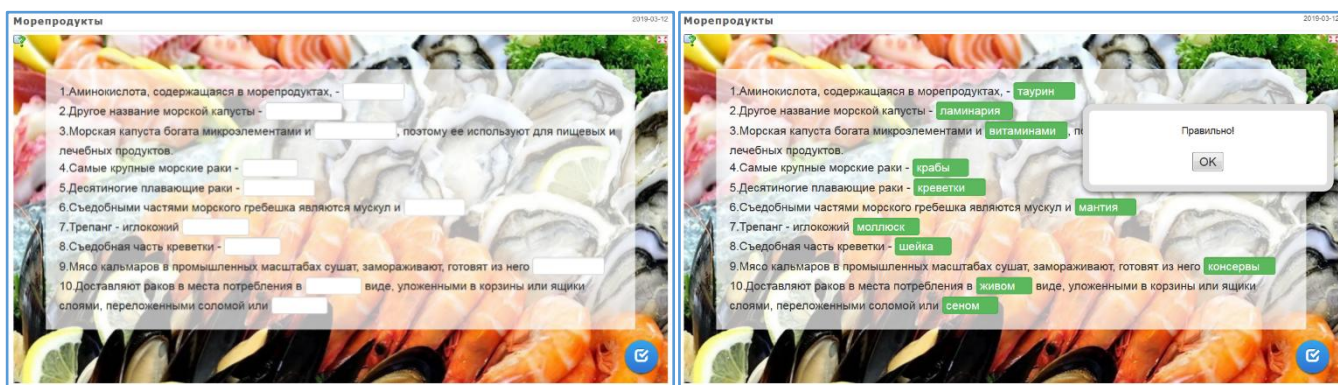 Морепродукты
2019-03-12
1.Аминокислота, содержащаяся в морепродуктах, -
2.Другое название морской капусты -
3.Морская капуста богата микроэлементами и , поэтому ее используют для пищевых и
лечебных продуктов.
4.Самые крупные морские раки -
5.Десятиногие плавающие раки -
6.Съедобными частями морского гребешка являются мускул и
7.Трепанг - иглокожий
8.Съедобная часть креветки -
9.Мясо кальмаров в промышленных масштабах сушат, замораживают, готовят из него
10.Доставляют раков в места потребления в виде, уложенными в корзины или ящики
слоями, переложенными соломой или
Морепродукты
2019-03-12
1.Аминокислота, содержащаяся в морепродуктах, - таурин
2.Другое название морской капусты - ламинария
3.Морская капуста богата микроэлементами и витаминами , по
лечебных продуктов.
4.Самые крупные морские раки - крабы
5.Десятиногие плавающие раки - креветки
6.Съедобными частями морского гребешка являются мускул и мантия
7.Трепанг - иглокожий моллюск
8.Съедобная часть креветки - шейка
9.Мясо кальмаров в промышленных масштабах сушат, замораживают, готовят из него консервы
10.Доставляют раков в места потребления в живом виде, уложенными в корзины или ящики
слоями, переложенными соломой или сеном
Правильно!
OK